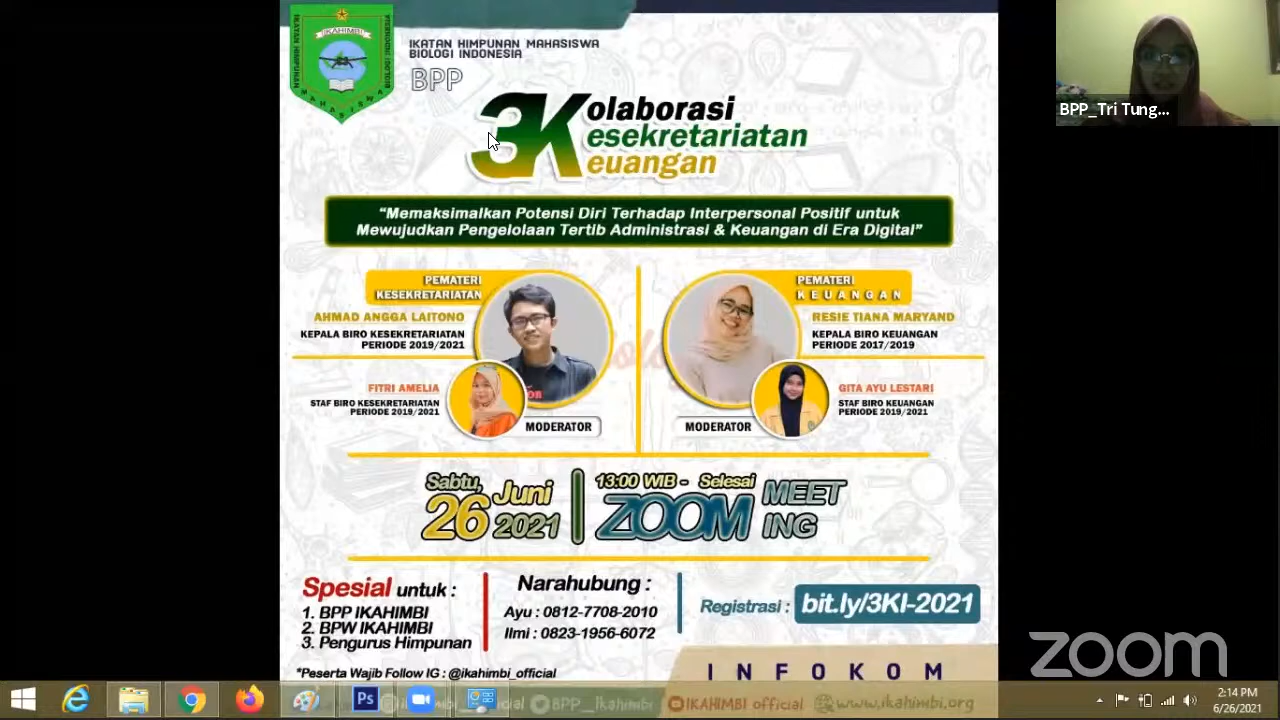 IKATAN HIMPUNAN MAHASISWA
BIOLOGI INDONESIA
BPP
IKAHIMBI
3K olaborasi
esekretariatan
euangan
“Memaksimalkan Potensi Diri Terhadap Interpersonal Positif untuk
Mewujudkan Pengelolaan Tertib Administrasi & Keuangan di Era Digital”
PEMATERI
KESEKRETARIATAN
AHMAD ANGGA LAITONO
KEPALA BIRO KESEKRETARIATAN
PERIODE 2019/2021
FITRI AMELIA
STAF BIRO KESEKRETARIATAN
PERIODE 2019/2021
MODERATOR
PEMATERI
KEUANGAN
RESIE TIANA MARYAND
KEPALA BIRO KEUANGAN
PERIODE 2017/2019
GITA AYU LESTARI
STAF BIRO KEUANGAN
PERIODE 2019/2021
MODERATOR
Sabtu,
26 Juni
2021
13:00 WIB - Selesai
ZOOM MEET
ING
Spesial untuk :
1. BPP IKAHIMBI
2. BPW IKAHIMBI
3. Pengurus Himpunan
Narahubung :
Ayu : 0812-7708-2010
Ilmi : 0823-1956-6072
Registrasi : bit.ly/3KI-2021
*Peserta Wajib Follow IG : @ikahimbi_official
INFOKOM
BPP_Ikahimbi
IKAHIMBI official
www.ikahimbi.org
BPP_Tri Tung...
zoom
Ps
2:14 PM
6/26/2021